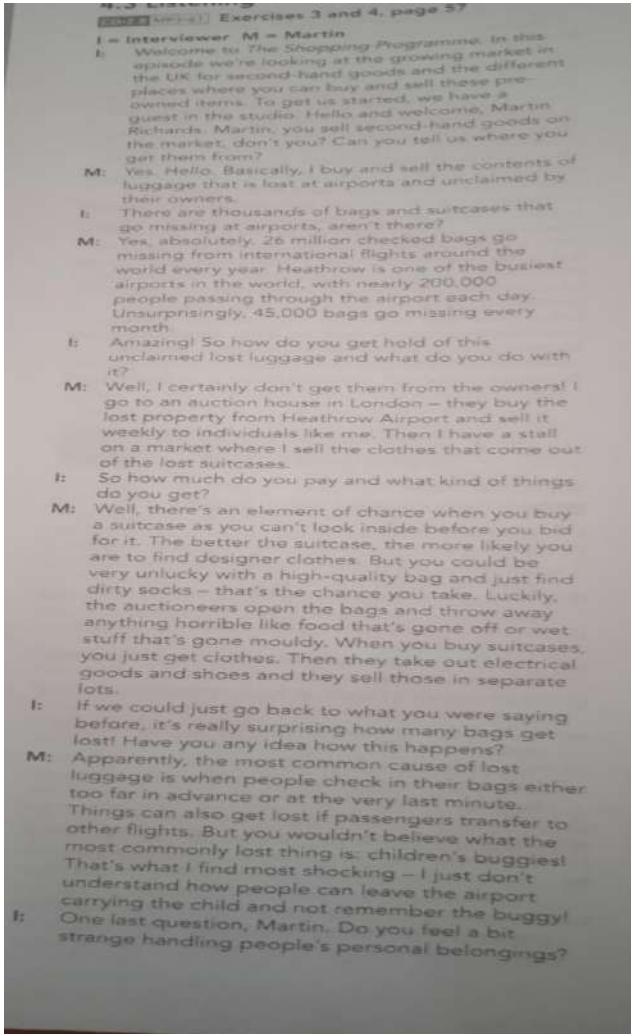 4.3 Listening
Exercises 3 and 4, page 57
I = Interviewer M = Martin
I: Welcome to The Shopping Programme. In this
episode we're looking at the growing market in
the UK for second-hand goods and the different
places where you can buy and sell these pre-
owned items. To get us started, we have a
guest in the studio. Hello and welcome, Martin
Richards. Martin, you sell second-hand goods on
the market, don't you? Can you tell us where you
get them from?
M: Yes. Hello. Basically, I buy and sell the contents of
luggage that is lost at airports and unclaimed by
their owners.
I: There are thousands of bags and suitcases that
go missing at airports, aren't there?
M: Yes, absolutely. 26 million checked bags go
missing from international flights around the
world every year. Heathrow is one of the busiest
airports in the world, with nearly 200,000
people passing through the airport each day.
Unsurprisingly, 45,000 bags go missing every
month.
I: Amazing! So how do you get hold of this
unclaimed lost luggage and what do you do with
it?
M: Well, I certainly don't get them from the owners! I
go to an auction house in London – they buy the
lost property from Heathrow Airport and sell it
weekly to individuals like me. Then I have a stall
on a market where I sell the clothes that come out
of the lost suitcases.
I: So how much do you pay and what kind of things
do you get?
M: Well, there's an element of chance when you buy
a suitcase as you can't look inside before you bid
for it. The better the suitcase, the more likely you
are to find designer clothes. But you could be
very unlucky with a high-quality bag and just find
dirty socks – that's the chance you take. Luckily,
the auctioneers open the bags and throw away
anything horrible like food that's gone off or wet
stuff that's gone mouldy. When you buy suitcases,
you just get clothes. Then they take out electrical
goods and shoes and they sell those in separate
lots.
I: If we could just go back to what you were saying
before, it's really surprising how many bags get
lost! Have you any idea how this happens?
M: Apparently, the most common cause of lost
luggage is when people check in their bags either
too far in advance or at the very last minute.
Things can also get lost if passengers transfer to
other flights. But you wouldn't believe what the
most commonly lost thing is: children's buggies!
That's what I find most shocking – I just don't
understand how people can leave the airport
carrying the child and not remember the buggy!
I: One last question, Martin. Do you feel a bit
strange handling people's personal belongings?